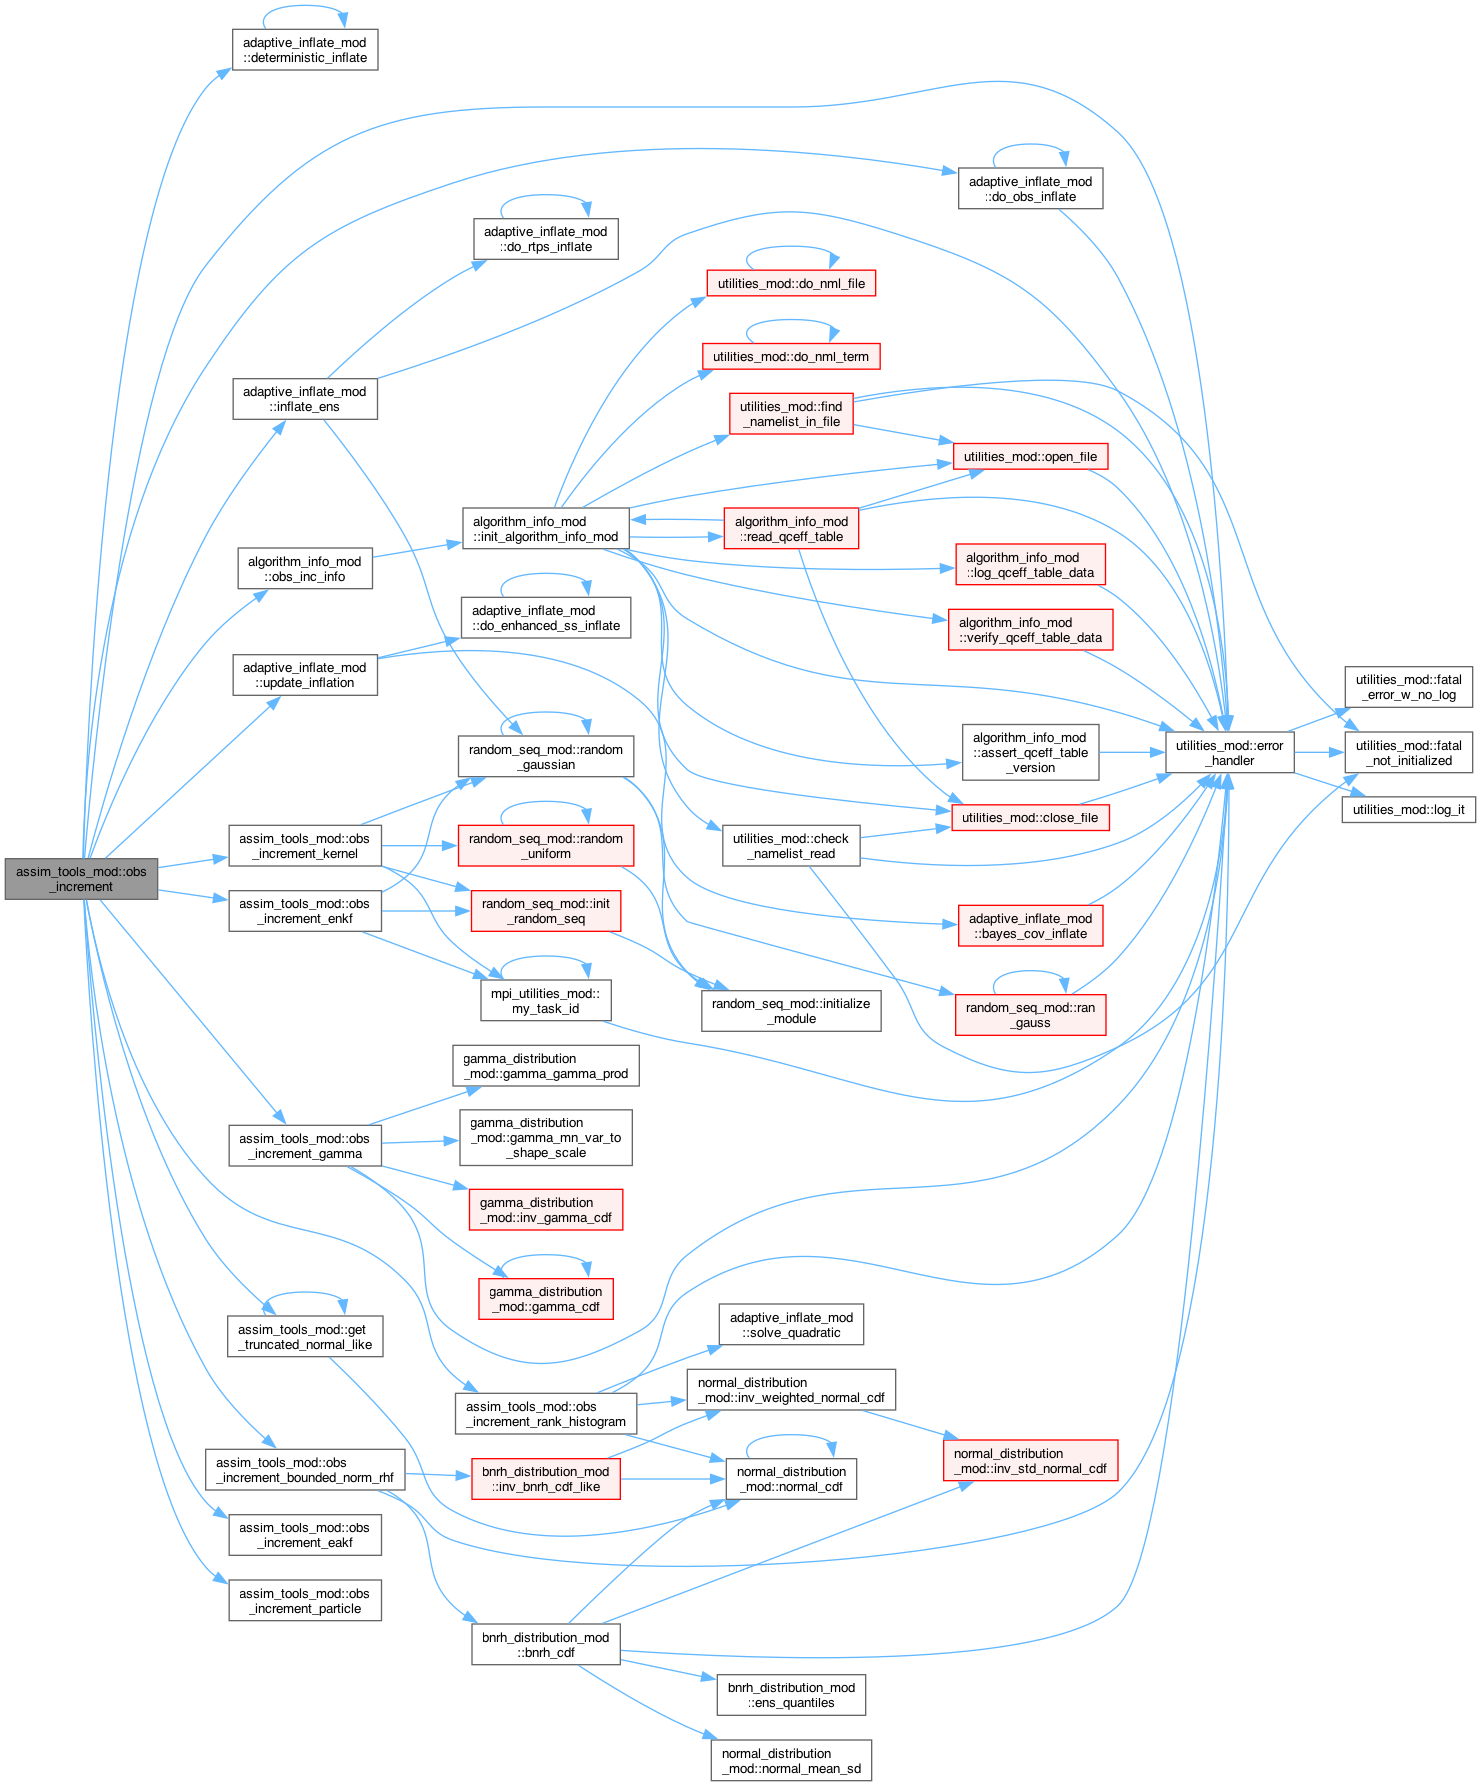 adaptive_inflate_mod
::deterministic_inflate
adaptive_inflate_mod
::do_obs_inflate
adaptive_inflate_mod
::do_rtps_inflate
utilities_mod::do_nml_file
utilities_mod::do_nml_term
adaptive_inflate_mod
::inflate_ens
utilities_mod::find
_namelist_in_file
utilities_mod::open_file
algorithm_info_mod
::init_algorithm_info_mod
algorithm_info_mod
::read_qceff_table
algorithm_info_mod
::obs_inc_info
algorithm_info_mod
::log_qceff_table_data
adaptive_inflate_mod
::do_enhanced_ss_inflate
algorithm_info_mod
::verify_qceff_table_data
adaptive_inflate_mod
::update_inflation
utilities_mod::fatal
_error_w_no_log
random_seq_mod::random
_gaussian
algorithm_info_mod
::assert_qceff_table
_version
utilities_mod::error
_handler
utilities_mod::fatal
_not_initialized
utilities_mod::log_it
assim_tools_mod::obs
_increment_kernel
random_seq_mod::random
_uniform
utilities_mod::check
_namelist_read
utilities_mod::close_file
assim_tools_mod::obs
_increment
assim_tools_mod::obs
_increment_enkf
random_seq_mod::init
_random_seq
adaptive_inflate_mod
::bayes_cov_inflate
mpi_utilities_mod::
my_task_id
random_seq_mod::initialize
_module
random_seq_mod::ran
_gauss
gamma_distribution
_mod::gamma_gamma_prod
assim_tools_mod::obs
_increment_gamma
gamma_distribution
_mod::gamma_mn_var_to
_shape_scale
gamma_distribution
_mod::inv_gamma_cdf
gamma_distribution
_mod::gamma_cdf
assim_tools_mod::get
_truncated_normal_like
adaptive_inflate_mod
::solve_quadratic
assim_tools_mod::obs
_increment_rank_histogram
normal_distribution
_mod::inv_weighted_normal_cdf
assim_tools_mod::obs
_increment_bounded_norm_rhf
bnrh_distribution_mod
::inv_bnrh_cdf_like
normal_distribution
_mod::normal_cdf
normal_distribution
_mod::inv_std_normal_cdf
assim_tools_mod::obs
_increment_eakf
assim_tools_mod::obs
_increment_particle
bnrh_distribution_mod
::bnrh_cdf
bnrh_distribution_mod
::ens_quantiles
normal_distribution
_mod::normal_mean_sd